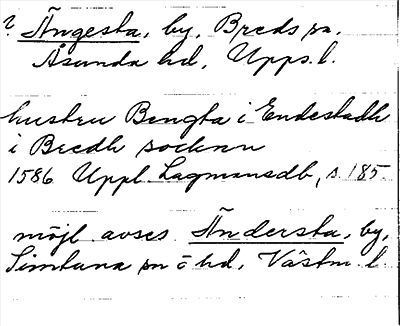 ? Ängesta, by, Breds sn,
Åsunda hd, Upps. l.
hustru Bengta i Endestadh
i Bredh socknn
1586 Uppl. Lagmansdb, s. 185.
möjl. avses Ändersta, by,
Simtuna sn o hd, Västm. l